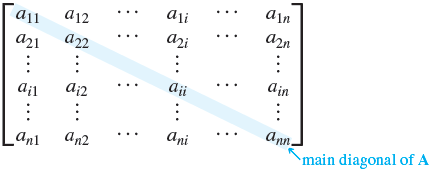 a11 a12 ⋯ a1i ⋯ a1n
a21 a22 ⋯ a2i ⋯ a2n
⋮ ⋮ ⋮ ⋮
ai1 ai2 ⋯ aii ⋯ ain
⋮ ⋮ ⋮ ⋮
an1 an2 ⋯ ani ⋯ ann
main diagonal of A